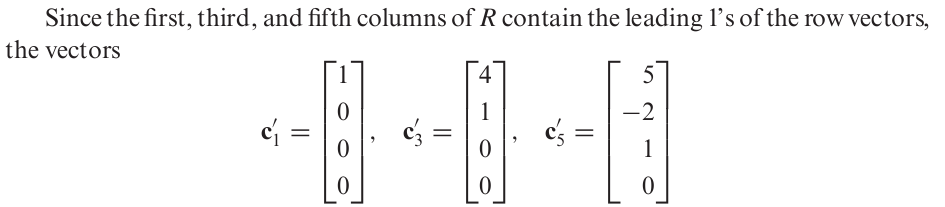 Since the first, third, and fifth columns of R contain the leading 1’s of the row vectors,
the vectors
c′₁ = [1 0 0 0], c′₃ = [4 1 0 0], c′₅ = [5 −2 1 0]